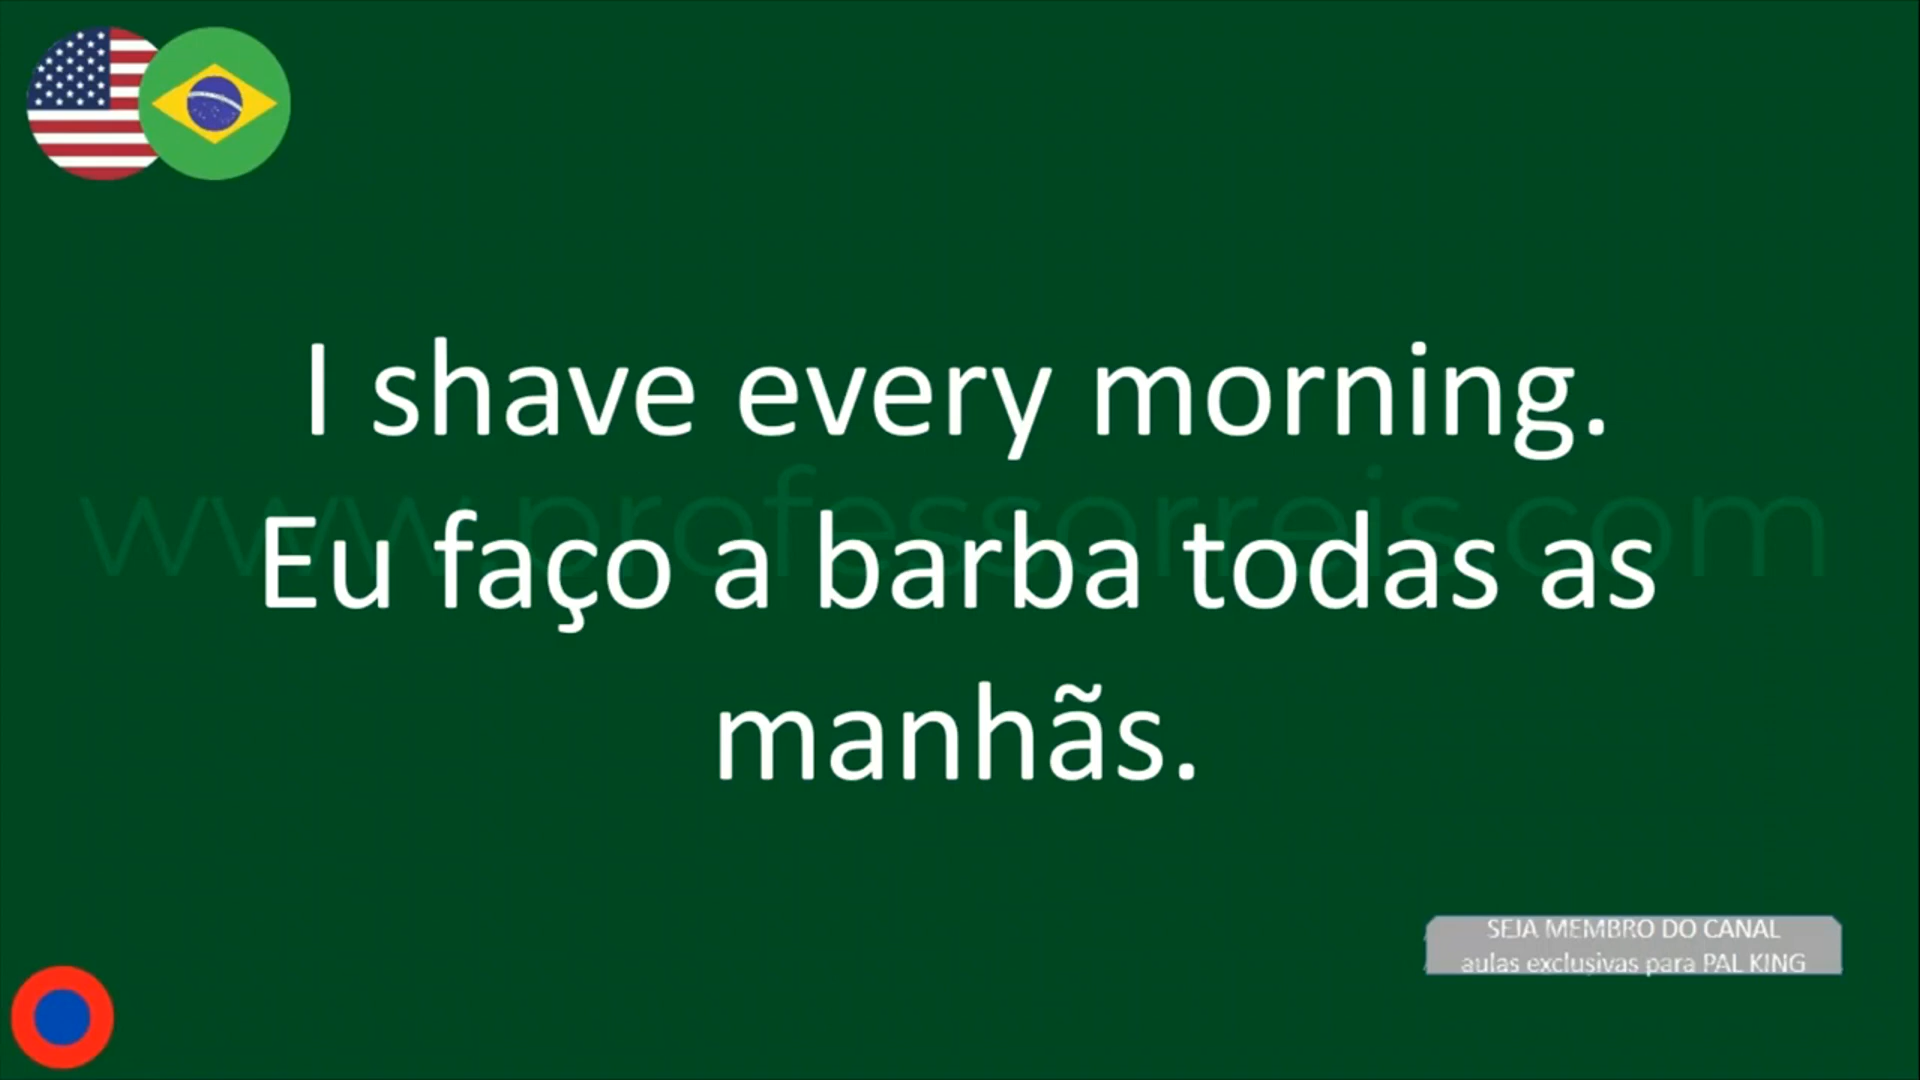 I shave every morning.
www.professorreis.com
Eu faço a barba todas as
manhãs.
SEJA MEMBRO DO CANAL
aulas exclusivas para PAL KING